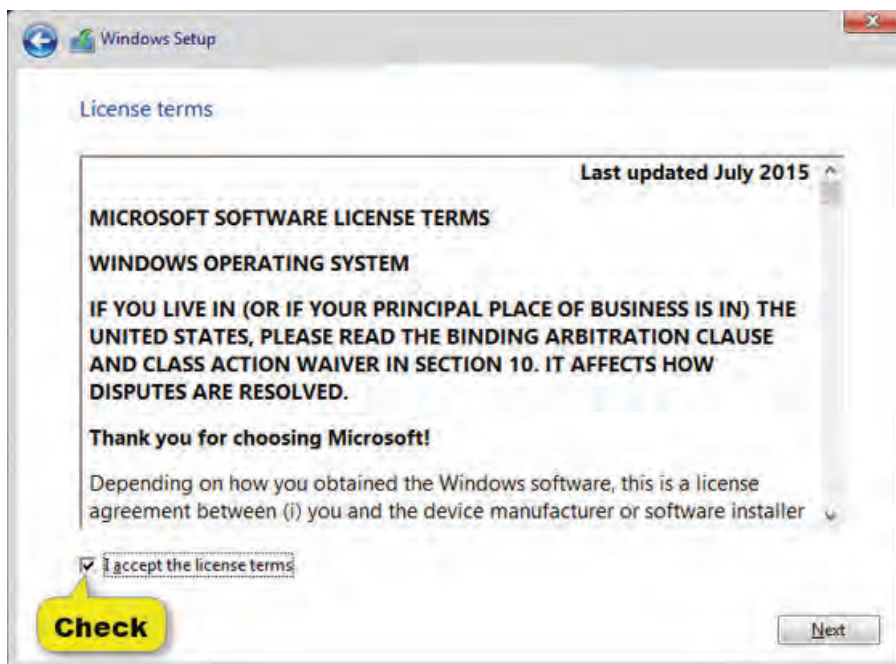 Windows Setup
License terms
Last updated July 2015
MICROSOFT SOFTWARE LICENSE TERMS
WINDOWS OPERATING SYSTEM
IF YOU LIVE IN (OR IF YOUR PRINCIPAL PLACE OF BUSINESS IS IN) THE
UNITED STATES, PLEASE READ THE BINDING ARBITRATION CLAUSE
AND CLASS ACTION WAIVER IN SECTION 10. IT AFFECTS HOW
DISPUTES ARE RESOLVED.
Thank you for choosing Microsoft!
Depending on how you obtained the Windows software, this is a license
agreement between (i) you and the device manufacturer or software installer
I accept the license terms
Check
Next